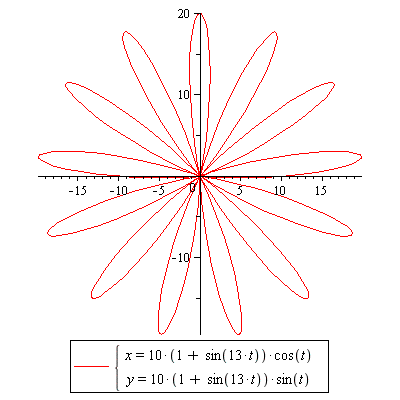 20
10
-15 -10 -5 0 5 10 15
-10
x = 10·(1 + sin(13·t))·cos(t)
y = 10·(1 + sin(13·t))·sin(t)